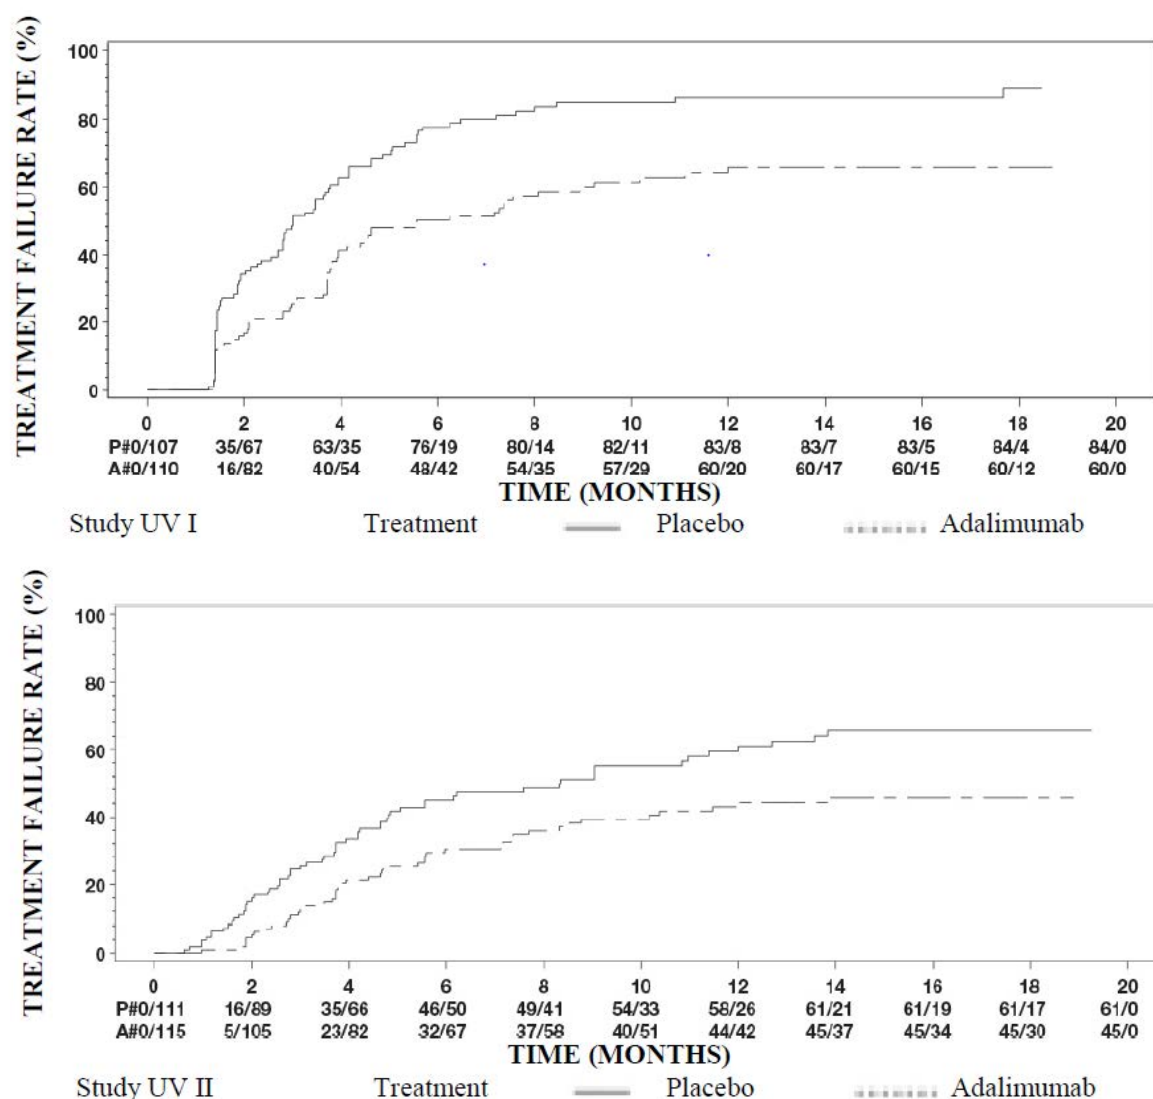 TREATMENT FAILURE RATE (%)
100
80
60
40
20
0
0 2 4 6 8 10 12 14 16 18 20
P#0/107 35/67 63/35 76/19 80/14 82/11 83/8 83/7 83/5 84/4 84/0
A#0/110 16/82 40/54 48/42 54/35 57/29 60/20 60/17 60/15 60/12 60/0
TIME (MONTHS)
Study UV I Treatment Placebo Adalimumab
TREATMENT FAILURE RATE (%)
100
80
60
40
20
0
0 2 4 6 8 10 12 14 16 18 20
P#0/111 16/89 35/66 46/50 49/41 54/33 58/26 61/21 61/19 61/17 61/0
A#0/115 5/105 23/82 32/67 37/58 40/51 44/42 45/37 45/34 45/30 45/0
TIME (MONTHS)
Study UV II Treatment Placebo Adalimumab